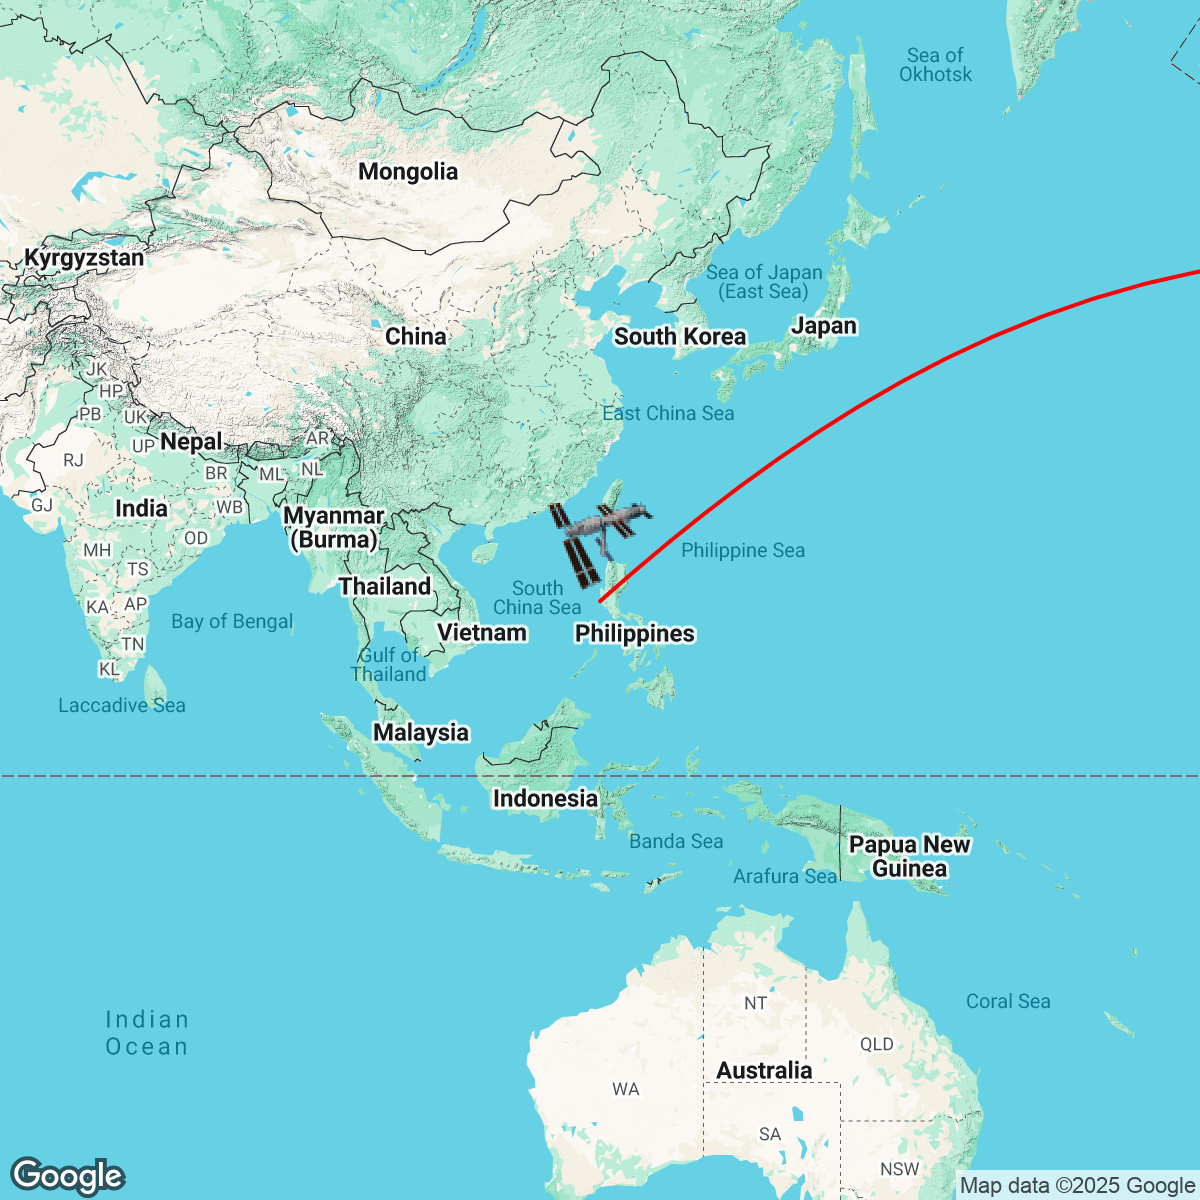 Sea of
Okhotsk
Mongolia
Kyrgyzstan
Sea of Japan
(East Sea)
China
South Korea
Japan
JK
HP
PB
UK
East China Sea
Nepal
AR
UP
RJ
BR
ML
NL
GJ
India
WB
Myanmar
(Burma)
OD
MH
Philippine Sea
TS
Thailand
South
China Sea
KA
AP
Bay of Bengal
Vietnam
Philippines
TN
Gulf of
Thailand
KL
Laccadive Sea
Malaysia
Indonesia
Banda Sea
Papua New
Guinea
Arafura Sea
NT
Coral Sea
Indian
Ocean
QLD
Australia
WA
SA
NSW
Google
Map data ©2025 Google